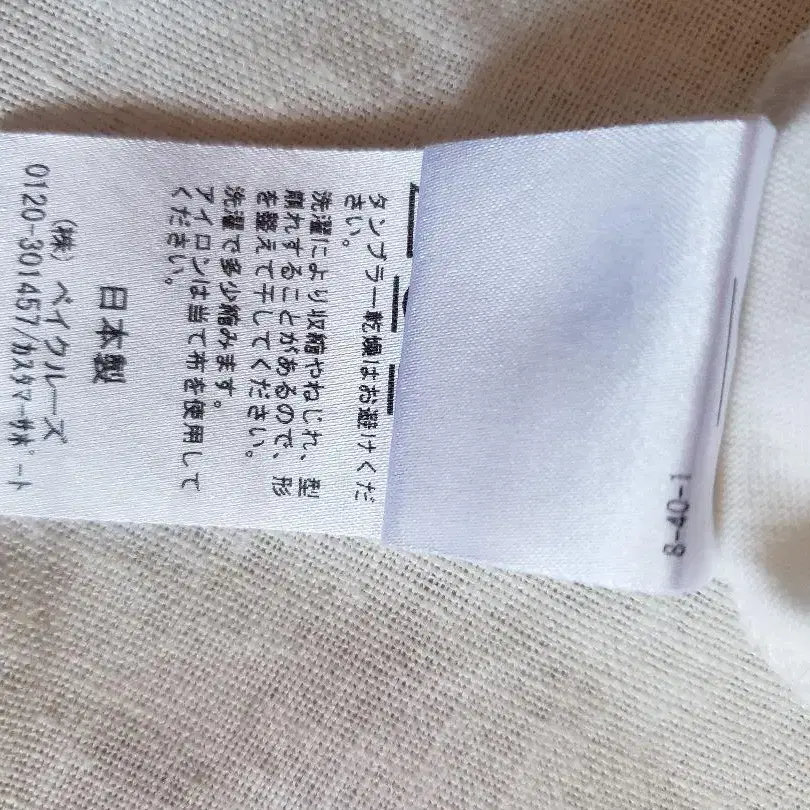 タンブラー乾燥はお避けくだ
さい。
洗濯により収縮やねじれ、型
崩れすることがあるので、形
を整えて干してください。
洗濯で多少縮みます。
アイロンは当て布を使用して
ください。
日本製
(株) ベイクルーズ
0120-301457/カスタマーサポート
8-40-1